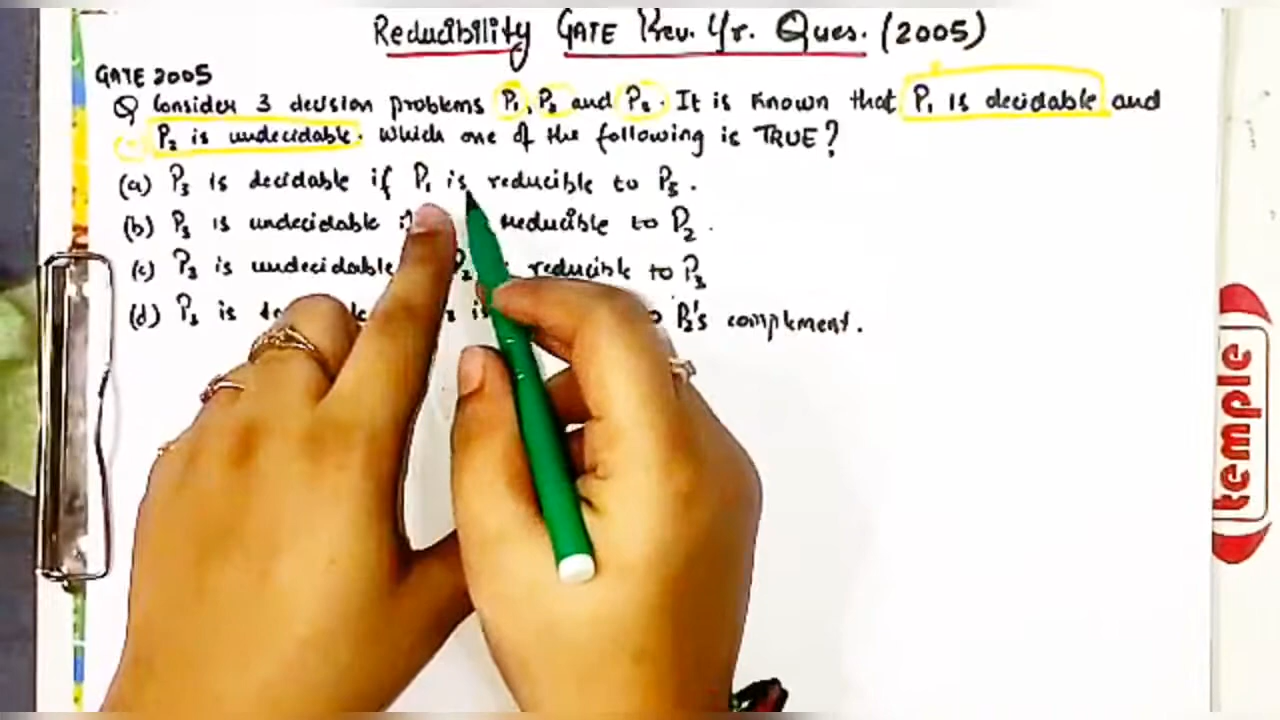 Reducibility GATE Prev. Yr. Ques. (2005)
GATE 2005
Q Consider 3 decision problems P₁, P₂ and P₃. It is known that P₁ is decidable and
P₂ is undecidable. Which one of the following is TRUE?
(a) P₃ is decidable if P₁ is reducible to P₃.
(b) P₃ is undecidable reducible to P₂.
(c) P₃ is undecidable reducible to P₃
(d) P₃ is complement.
temple